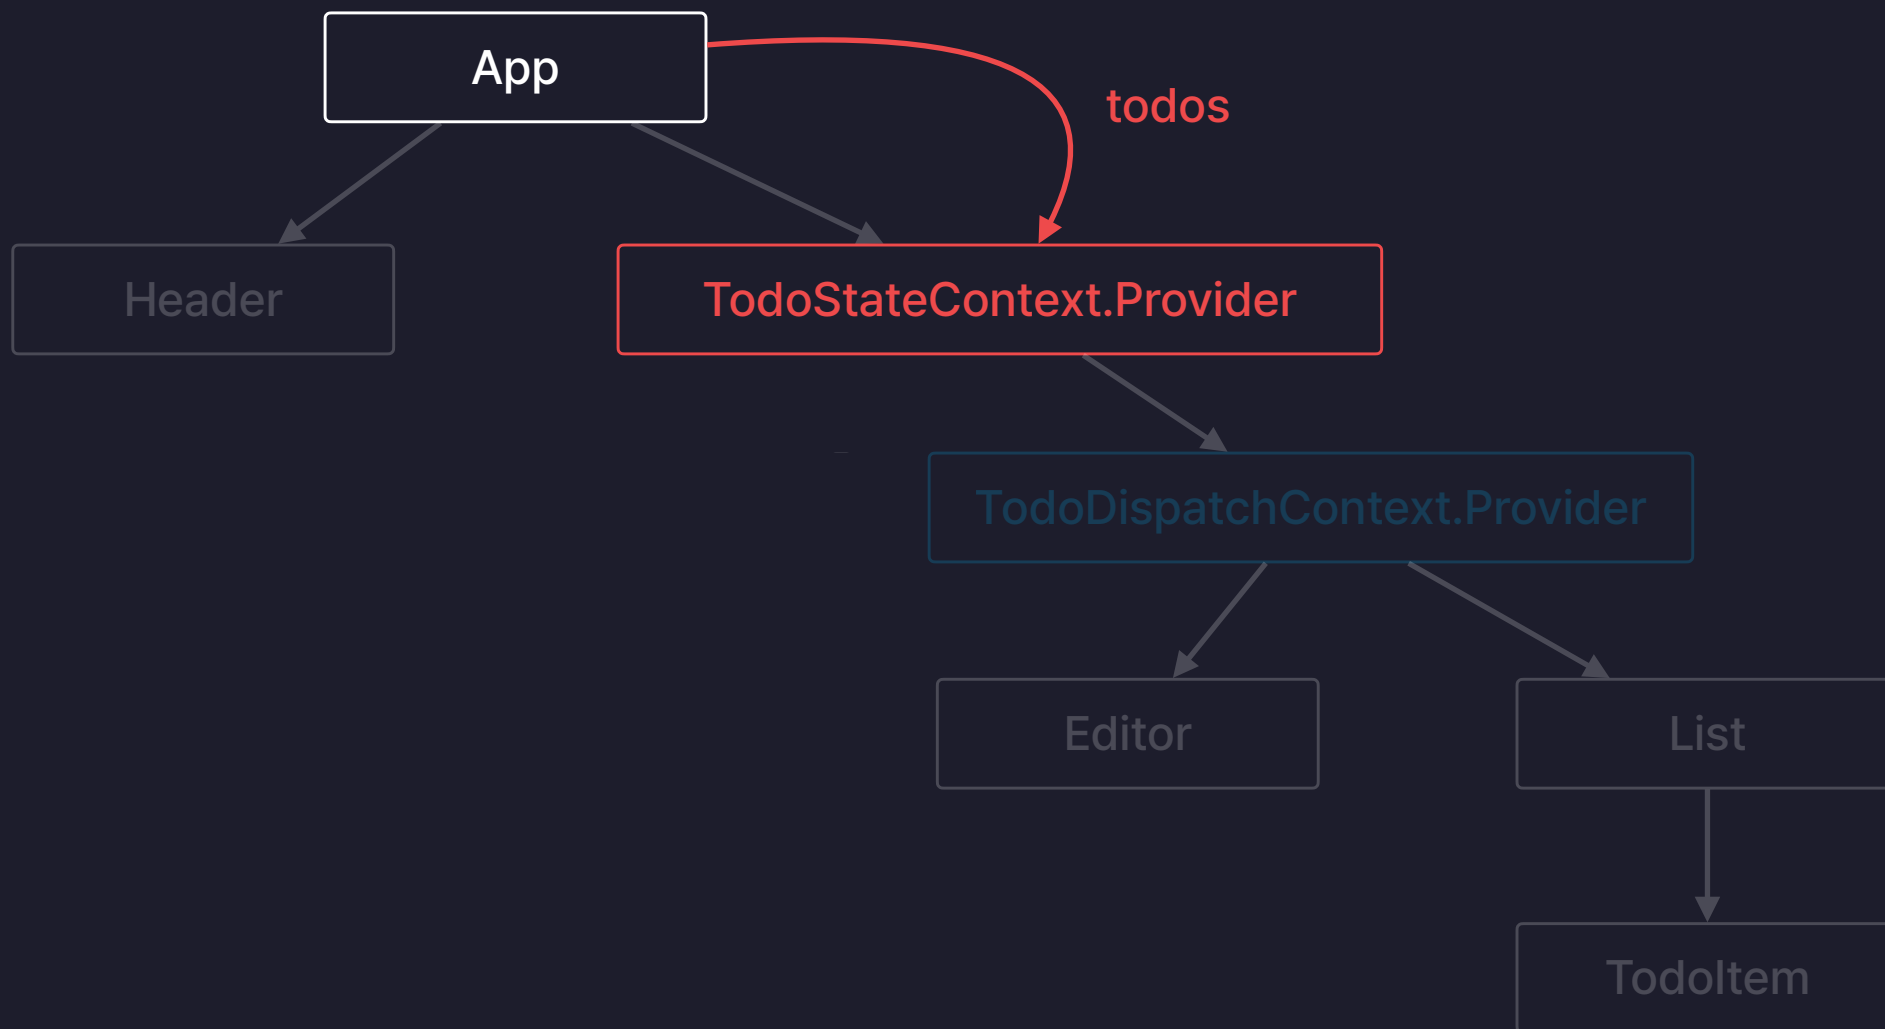 App
todos
Header
TodoStateContext.Provider
TodoDispatchContext.Provider
Editor
List
TodoItem